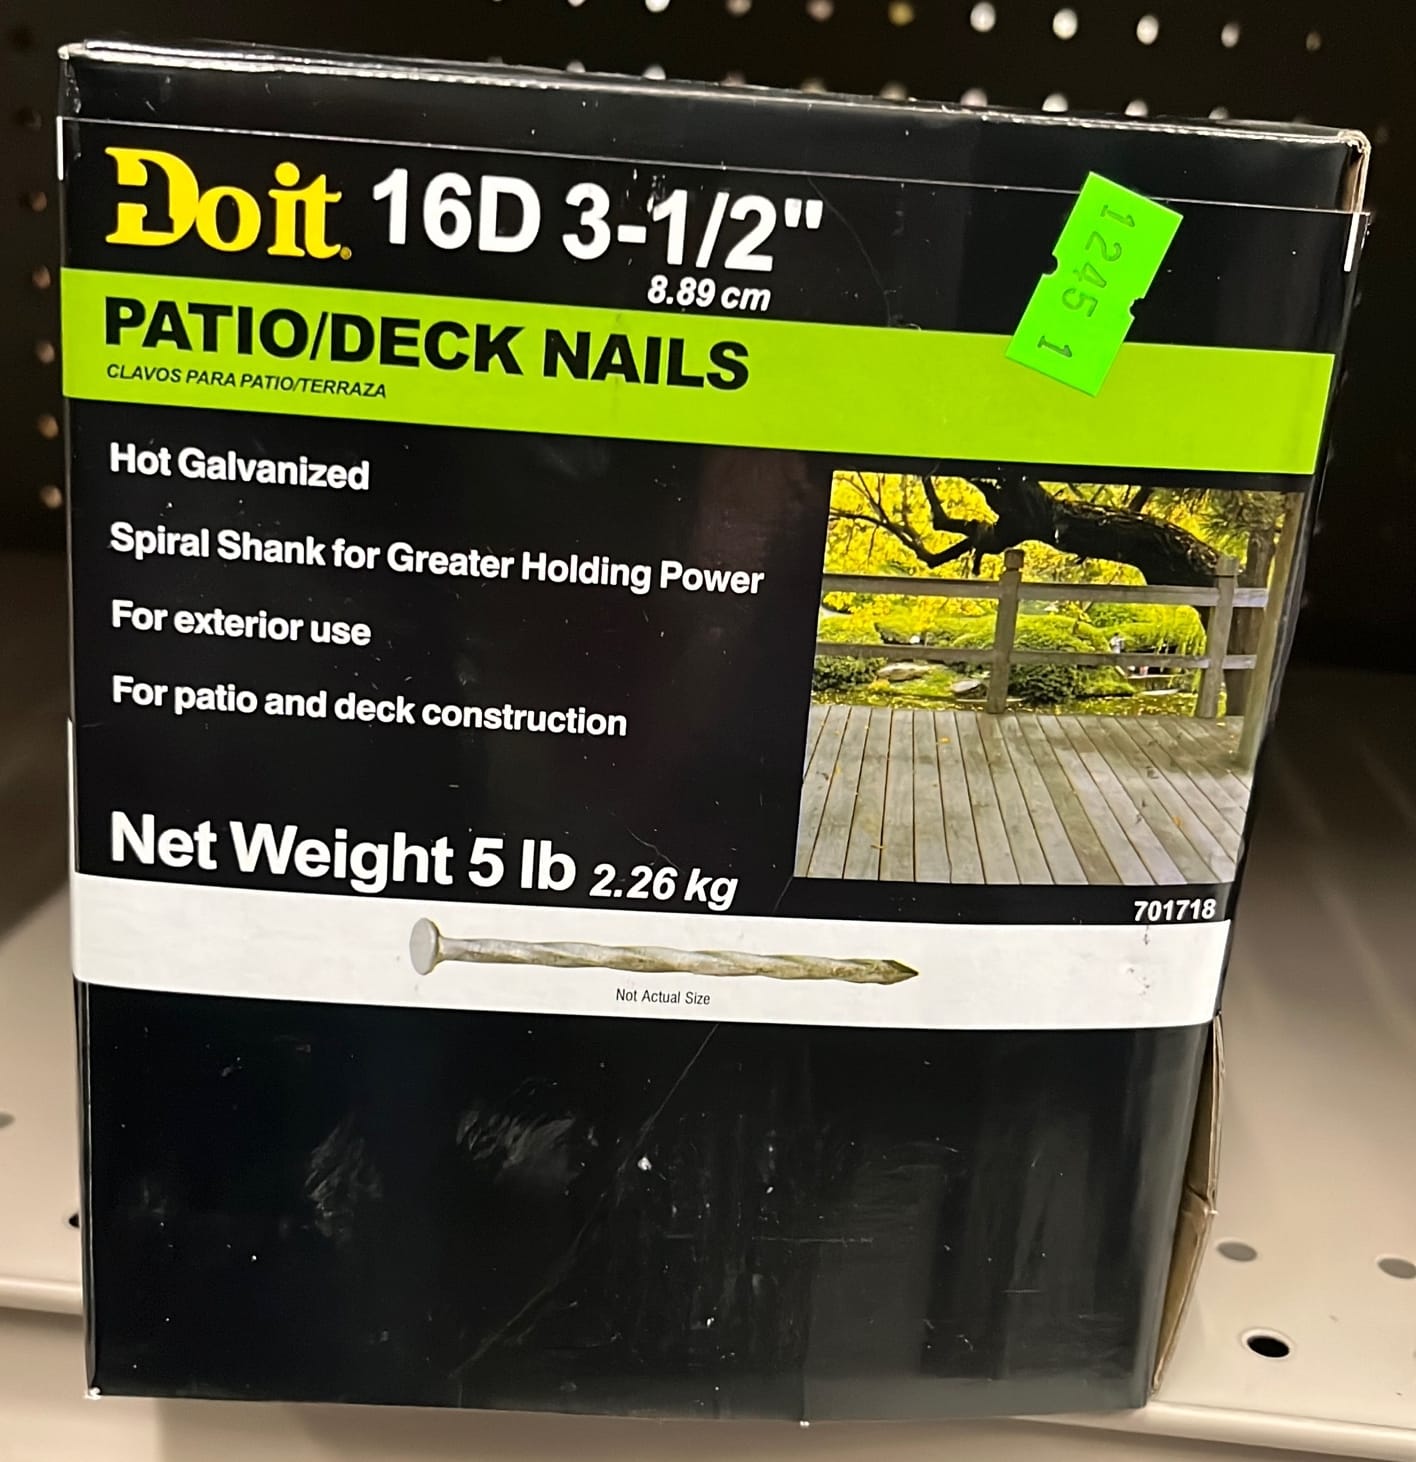 Do it® 16D 3-1/2"
8.89 cm
PATIO/DECK NAILS
CLAVOS PARA PATIO/TERRAZA
1245 1
Hot Galvanized
Spiral Shank for Greater Holding Power
For exterior use
For patio and deck construction
Net Weight 5 lb 2.26 kg
701718
Not Actual Size